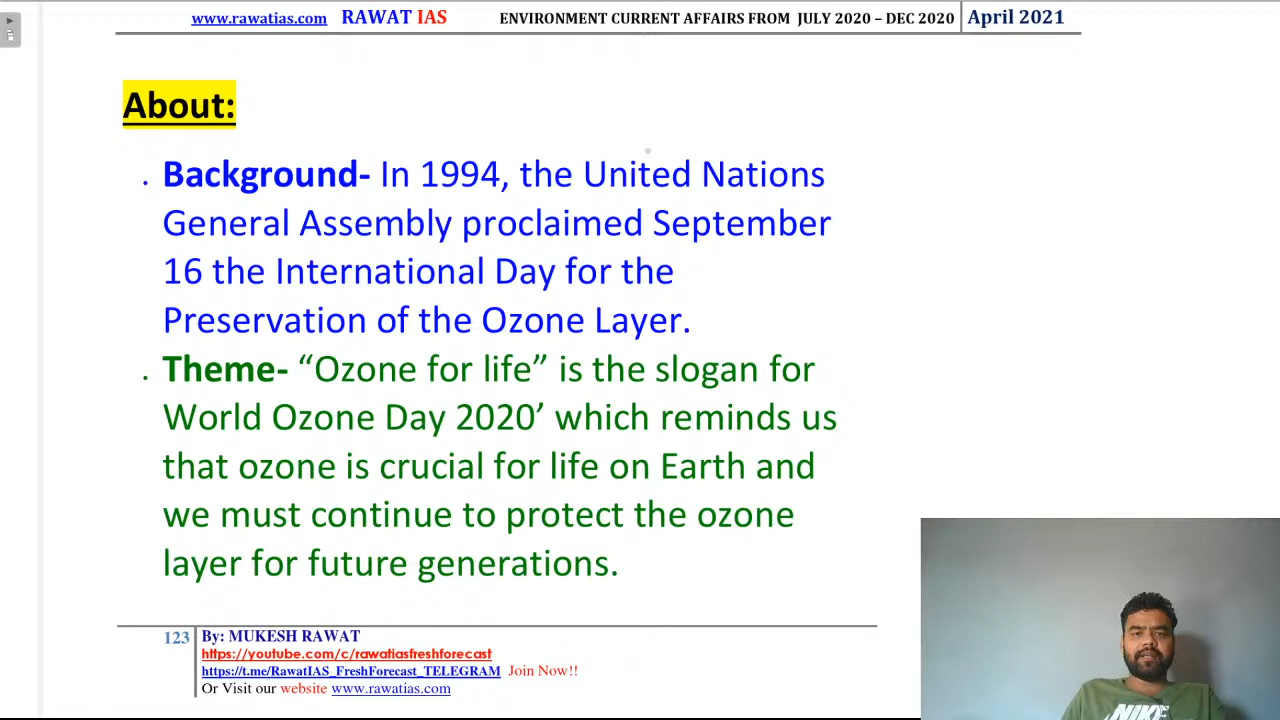 www.rawatias.com RAWAT IAS ENVIRONMENT CURRENT AFFAIRS FROM JULY 2020 – DEC 2020 April 2021
About:
Background- In 1994, the United Nations
General Assembly proclaimed September
16 the International Day for the
Preservation of the Ozone Layer.
Theme- “Ozone for life” is the slogan for
World Ozone Day 2020’ which reminds us
that ozone is crucial for life on Earth and
we must continue to protect the ozone
layer for future generations.
123 By: MUKESH RAWAT
https://youtube.com/c/rawatiasfreshforecast
https://t.me/RawatIAS_FreshForecast_TELEGRAM Join Now!!
Or Visit our website www.rawatias.com
NIKE